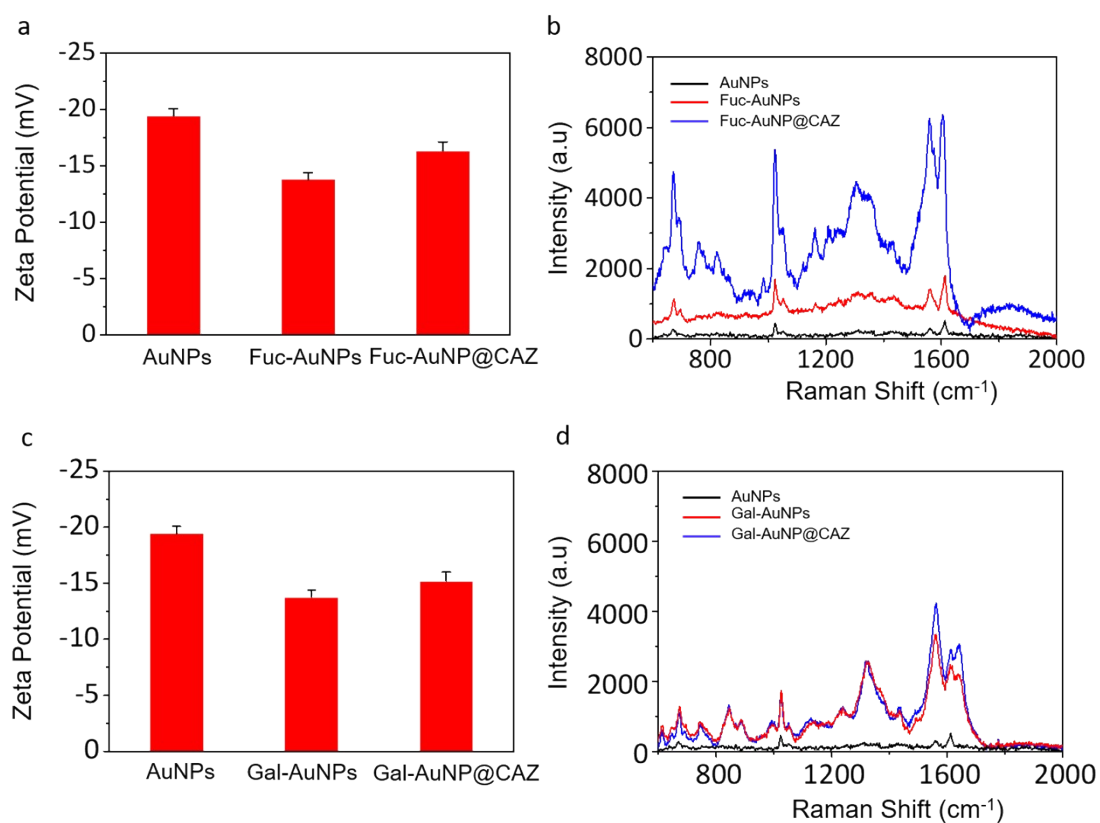 a
Zeta Potential (mV)
-25
-20
-15
-10
-5
0
AuNPs
Fuc-AuNPs
Fuc-AuNP@CAZ
b
Intensity (a.u)
8000
6000
4000
2000
0
AuNPs
Fuc-AuNPs
Fuc-AuNP@CAZ
800
1200
1600
2000
Raman Shift (cm⁻¹)
c
Zeta Potential (mV)
-25
-20
-15
-10
-5
0
AuNPs
Gal-AuNPs
Gal-AuNP@CAZ
d
Intensity (a.u)
8000
6000
4000
2000
0
AuNPs
Gal-AuNPs
Gal-AuNP@CAZ
800
1200
1600
2000
Raman Shift (cm⁻¹)